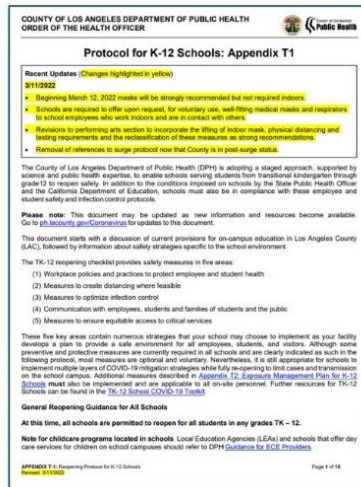 COUNTY OF LOS ANGELES DEPARTMENT OF PUBLIC HEALTH
ORDER OF THE HEALTH OFFICER
COUNTY OF LOS ANGELES
Public Health
Protocol for K-12 Schools: Appendix T1
Recent Updates (Changes highlighted in yellow)
3/11/2022
• Beginning March 12, 2022 masks will be strongly recommended but not required indoors.
• Schools are required to offer upon request, for voluntary use, well-fitting medical masks and respirators
to school employees who work indoors and are in contact with others.
• Revisions to performing arts section to incorporate the lifting of indoor mask, physical distancing and
testing requirements and the reclassification of these measures as strong recommendations.
• Removal of references to surge protocol now that County is in post-surge status.
The County of Los Angeles Department of Public Health (DPH) is adopting a staged approach, supported by
science and public health expertise, to enable schools serving students from transitional kindergarten through
grade12 to reopen safely. In addition to the conditions imposed on schools by the State Public Health Officer
and the California Department of Education, schools must also be in compliance with these employee and
student safety and infection control protocols.
Please note: This document may be updated as new information and resources become available.
Go to ph.lacounty.gov/Coronavirus for updates to this document.
This document starts with a discussion of current provisions for on-campus education in Los Angeles County
(LAC), followed by information about safety strategies specific to the school environment.
The TK-12 reopening checklist provides safety measures in five areas:
(1) Workplace policies and practices to protect employee and student health
(2) Measures to create distancing where feasible
(3) Measures to optimize infection control
(4) Communication with employees, students and families of students and the public
(5) Measures to ensure equitable access to critical services
These five key areas contain numerous strategies that your school may choose to implement as your facility
develops a plan to provide a safe environment for all employees, students, and visitors. Although some
preventive and protective measures are currently required in all schools and are clearly indicated as such in the
following protocol, most measures are optional and voluntary. Nevertheless, it is still appropriate for schools to
implement multiple layers of COVID-19 mitigation strategies while fully re-opening to limit cases and transmission
on the school campus. Additional measures described in Appendix T2: Exposure Management Plan for K-12
Schools must also be implemented and are applicable to all on-site personnel. Further resources for TK-12
Schools can be found in the TK-12 School COVID-19 Toolkit.
General Reopening Guidance for All Schools
At this time, all schools are permitted to reopen for all students in any grades TK – 12.
Note for childcare programs located in schools. Local Education Agencies (LEAs) and schools that offer day
care services for children on school campuses should refer to DPH Guidance for ECE Providers.
APPENDIX T-1: Reopening Protocol for K-12 Schools
Page 1 of 15
Revised 3/11/2022